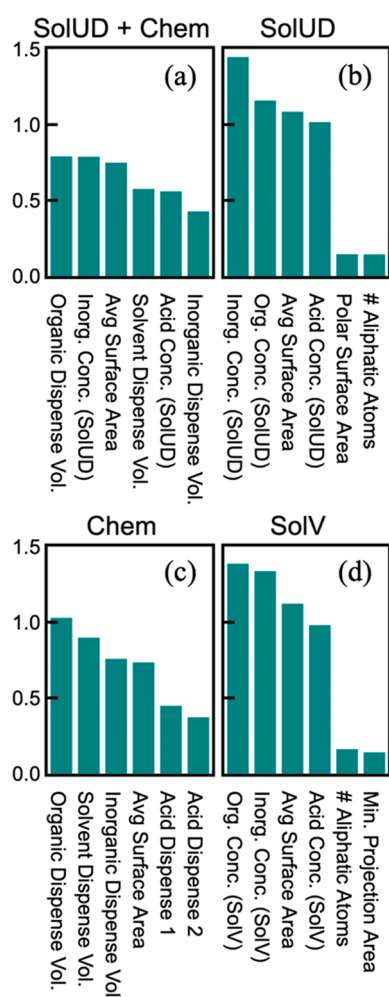 SolUD + Chem
SolUD
1.5
1.0
0.5
0.0
(a)
(b)
Organic Dispense Vol.
Inorg. Conc. (SolUD)
Avg Surface Area
Solvent Dispense Vol.
Acid Conc. (SolUD)
Inorganic Dispense Vol.
Inorg. Conc. (SolUD)
Org. Conc. (SolUD)
Avg Surface Area
Acid Conc. (SolUD)
Polar Surface Area
# Aliphatic Atoms
Chem
SolV
1.5
1.0
0.5
0.0
(c)
(d)
Organic Dispense Vol.
Solvent Dispense Vol.
Inorganic Dispense Vol
Avg Surface Area
Acid Dispense 1
Acid Dispense 2
Org. Conc. (SolV)
Inorg. Conc. (SolV)
Avg Surface Area
Acid Conc. (SolV)
# Aliphatic Atoms
Min. Projection Area